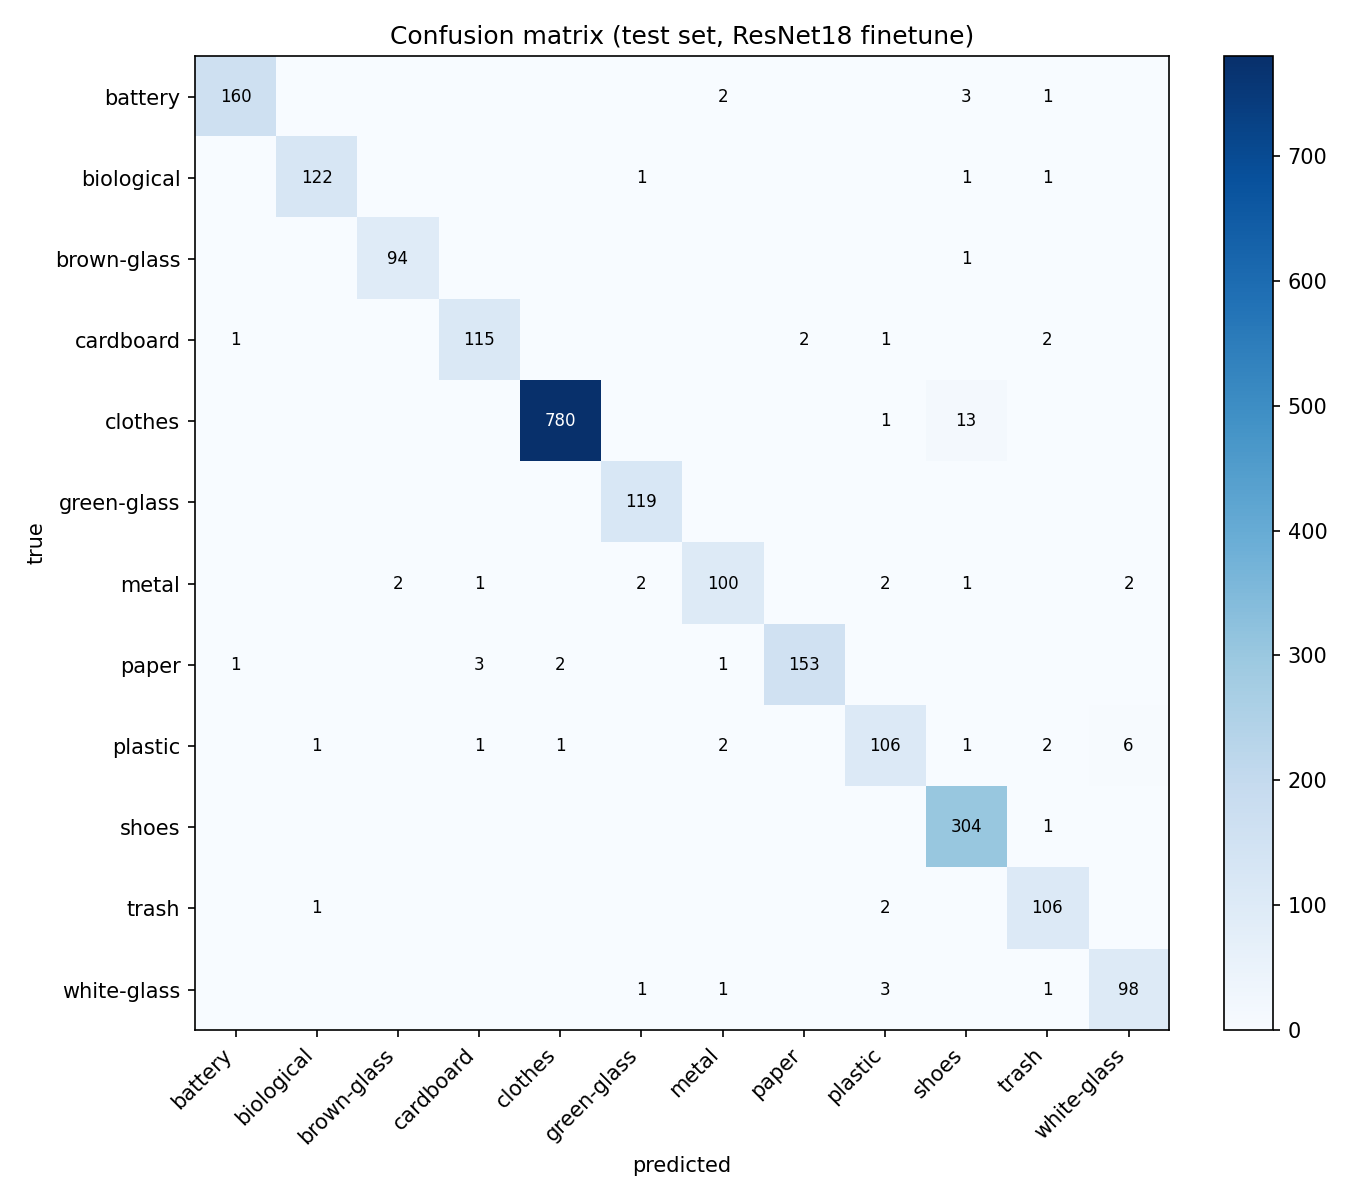 Confusion matrix (test set, ResNet18 finetune)
battery 160 2 3 1
biological 122 1 1 1
brown-glass 94 1
cardboard 1 115 2 1 2
clothes 780 1 13
green-glass 119
metal 2 1 2 100 2 1 2
paper 1 3 2 1 153
plastic 1 1 1 2 106 1 2 6
shoes 304 1
trash 1 2 106
white-glass 1 1 3 1 98
true
battery biological brown-glass cardboard clothes green-glass metal paper plastic shoes trash white-glass
predicted
700
600
500
400
300
200
100
0